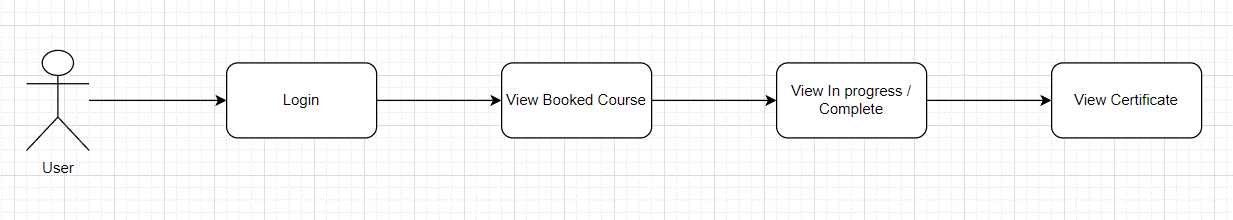 Login
View Booked Course
View In progress /
Complete
View Certificate
User